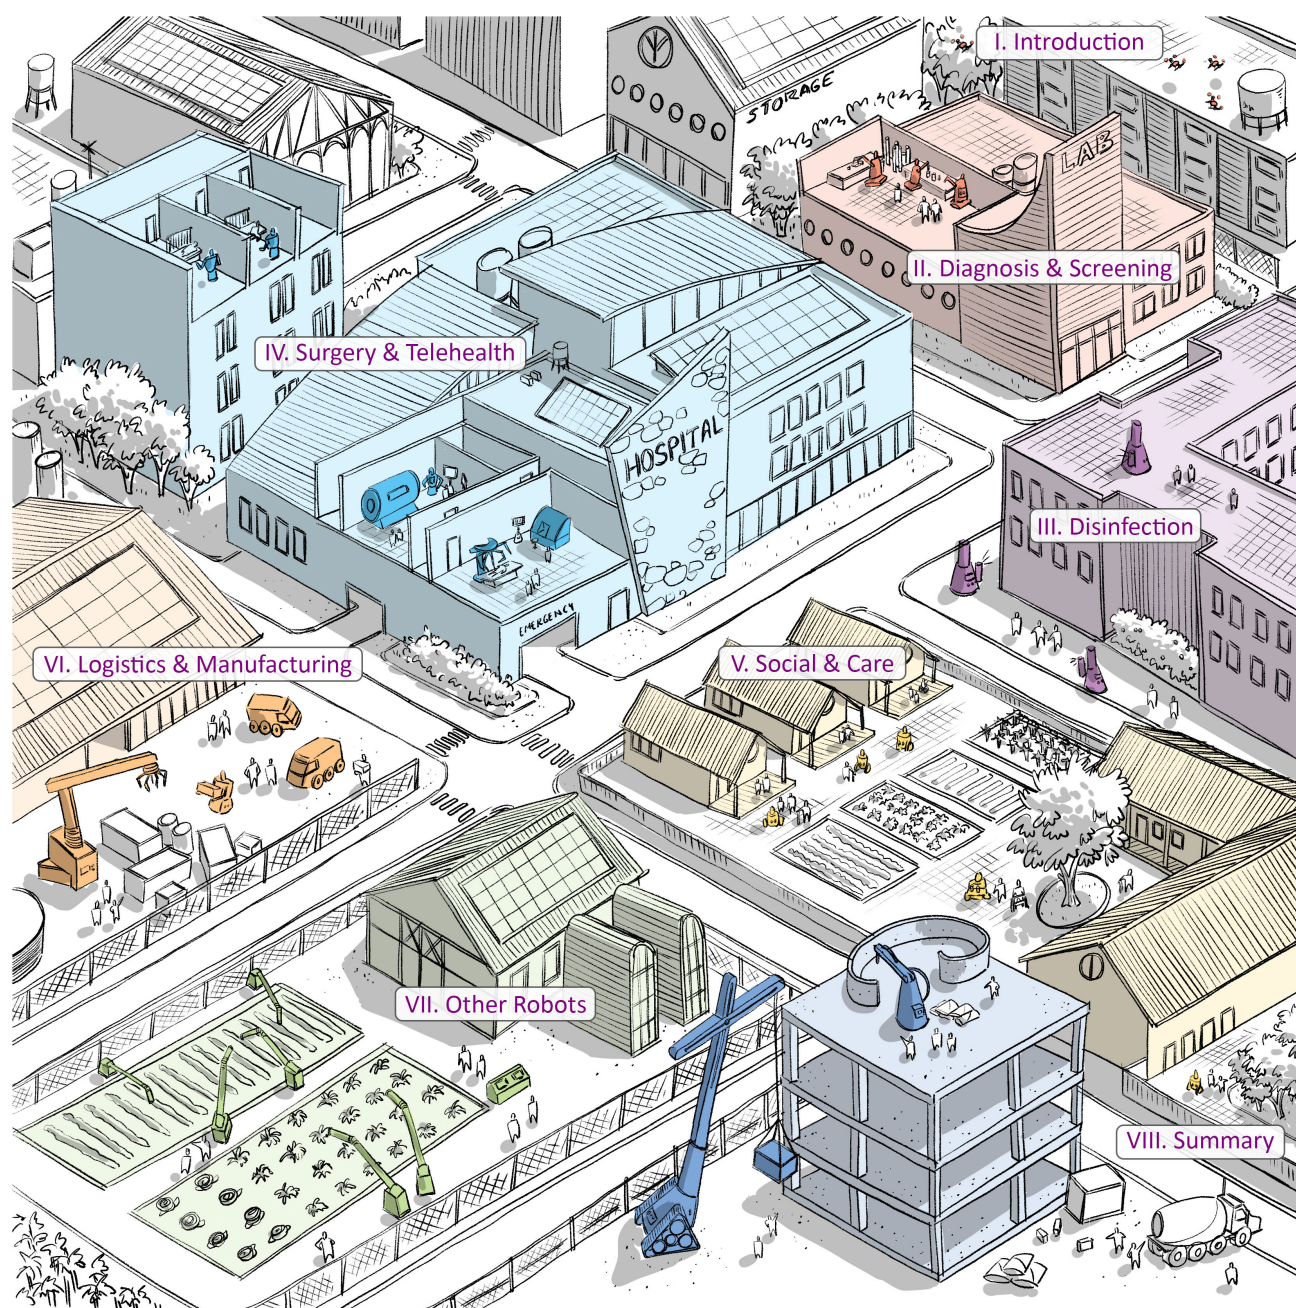 I. Introduction
STORAGE
LAB
II. Diagnosis & Screening
IV. Surgery & Telehealth
HOSPITAL
III. Disinfection
EMERGENCY
VI. Logistics & Manufacturing
V. Social & Care
VII. Other Robots
VIII. Summary